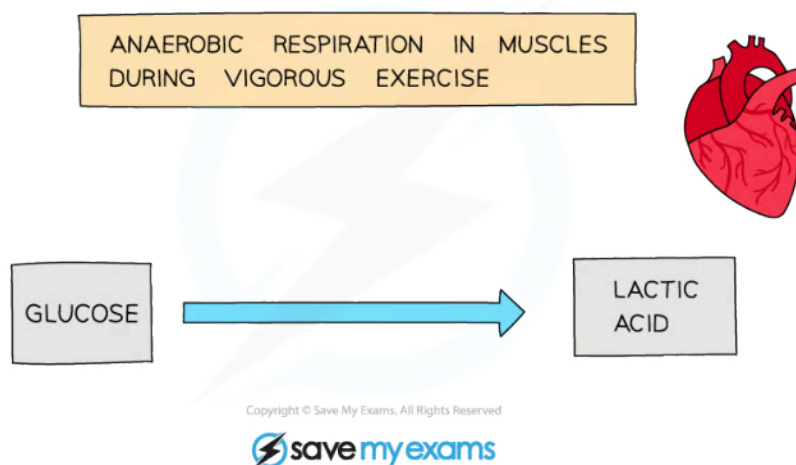 ANAEROBIC RESPIRATION IN MUSCLES
DURING VIGOROUS EXERCISE
GLUCOSE
LACTIC
ACID
Copyright © Save My Exams. All Rights Reserved
save my exams